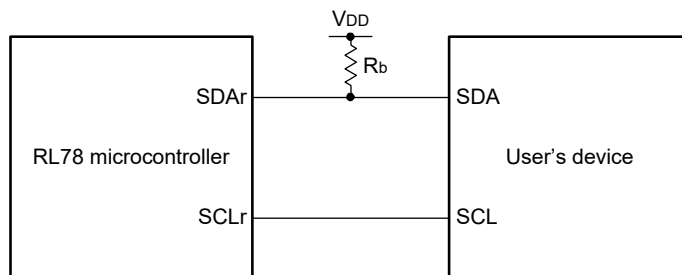 VDD
Rb
SDAr SDA
RL78 microcontroller User’s device
SCLr SCL